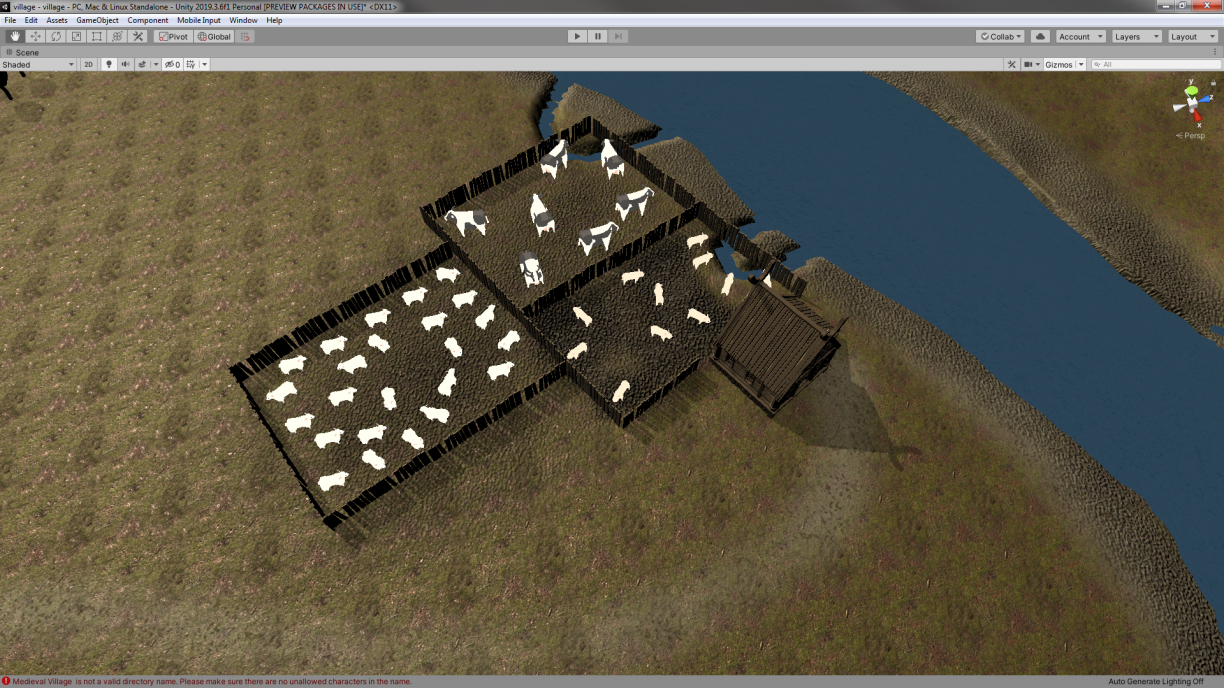 village - village - PC, Mac & Linux Standalone - Unity 2019.3.6f1 Personal [PREVIEW PACKAGES IN USE]* <DX11>
File Edit Assets GameObject Component Mobile Input Window Help
Pivot Global Collab Account Layers Layout
Scene
Shaded 2D 0 Gizmos All
y
z
x
Persp
Medieval Village is not a valid directory name. Please make sure there are no unallowed characters in the name. Auto Generate Lighting Off